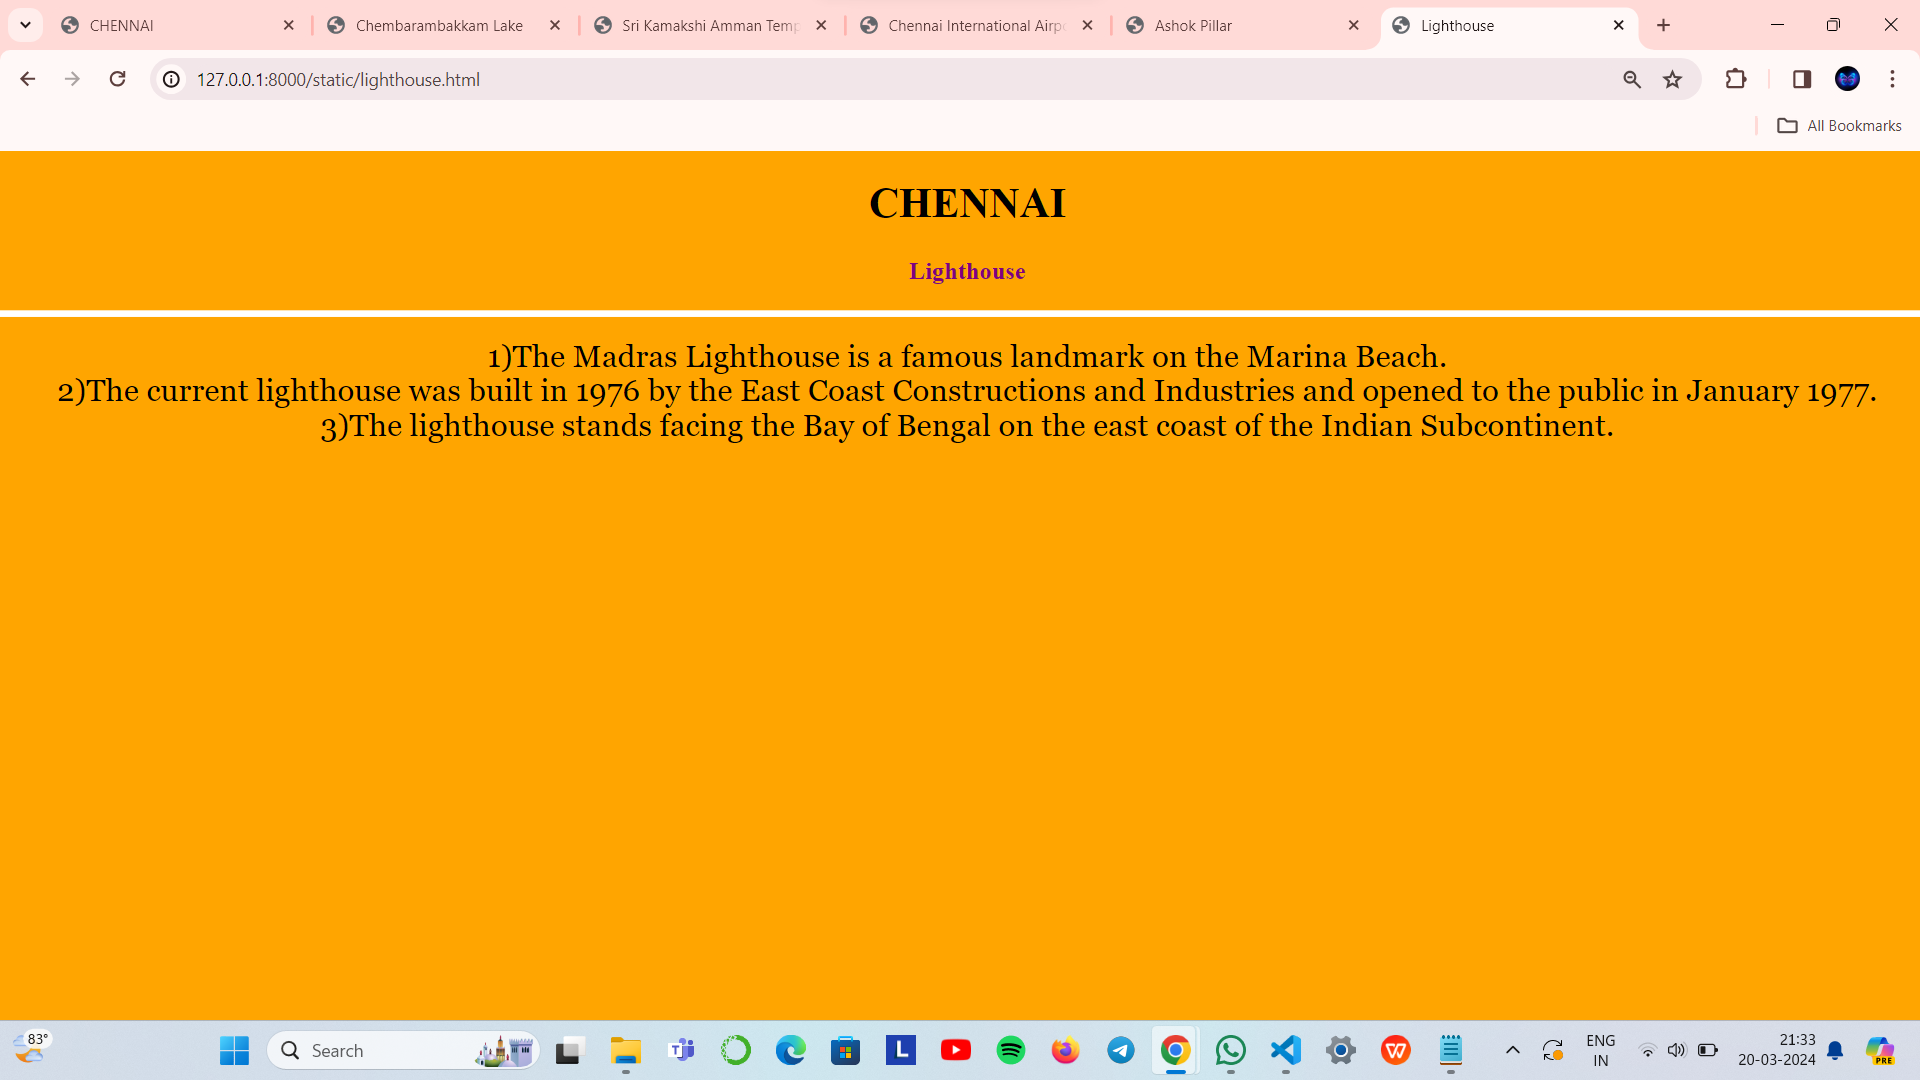 CHENNAI
Chembarambakkam Lake
Sri Kamakshi Amman Temp
Chennai International Airpo
Ashok Pillar
Lighthouse
127.0.0.1:8000/static/lighthouse.html
All Bookmarks
CHENNAI
Lighthouse
1)The Madras Lighthouse is a famous landmark on the Marina Beach.
2)The current lighthouse was built in 1976 by the East Coast Constructions and Industries and opened to the public in January 1977.
3)The lighthouse stands facing the Bay of Bengal on the east coast of the Indian Subcontinent.
83°
Search
L
ENG
IN
21:33
20-03-2024
PRE